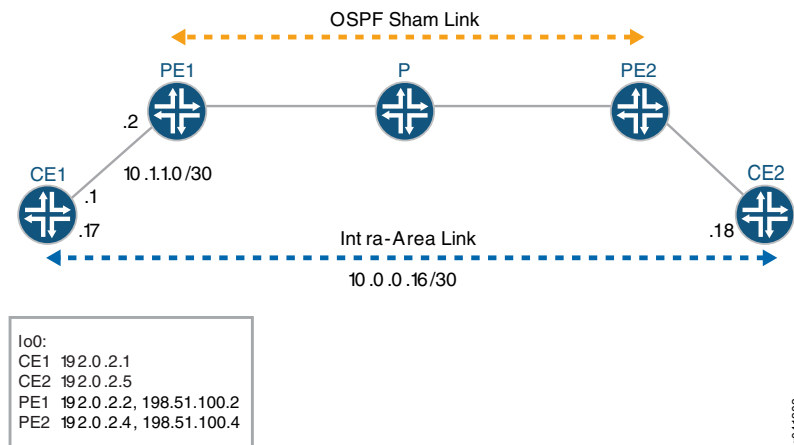 OSPF Sham Link
PE1
P
PE2
.2
10 .1.1.0 /30
CE1
CE2
.1
.17
.18
Int ra-Area Link
10 .0 .0 .16/30
lo0:
CE1 192.0 .2.1
CE2 192.0 .2.5
PE1 192.0 .2.2, 198.51.100.2
PE2 192.0 .2.4, 198.51.100.4